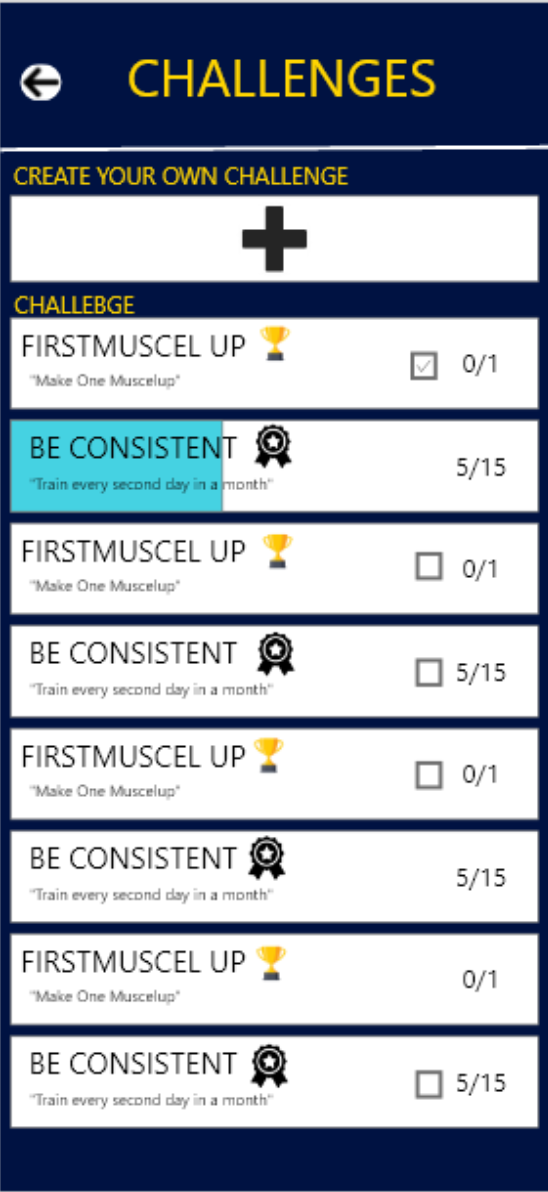 CHALLENGES
CREATE YOUR OWN CHALLENGE
CHALLEBGE
FIRSTMUSCEL UP
"Make One Muscelup"
0/1
BE CONSISTENT
"Train every second day in a month"
5/15
FIRSTMUSCEL UP
"Make One Muscelup"
0/1
BE CONSISTENT
"Train every second day in a month"
5/15
FIRSTMUSCEL UP
"Make One Muscelup"
0/1
BE CONSISTENT
"Train every second day in a month"
5/15
FIRSTMUSCEL UP
"Make One Muscelup"
0/1
BE CONSISTENT
"Train every second day in a month"
5/15